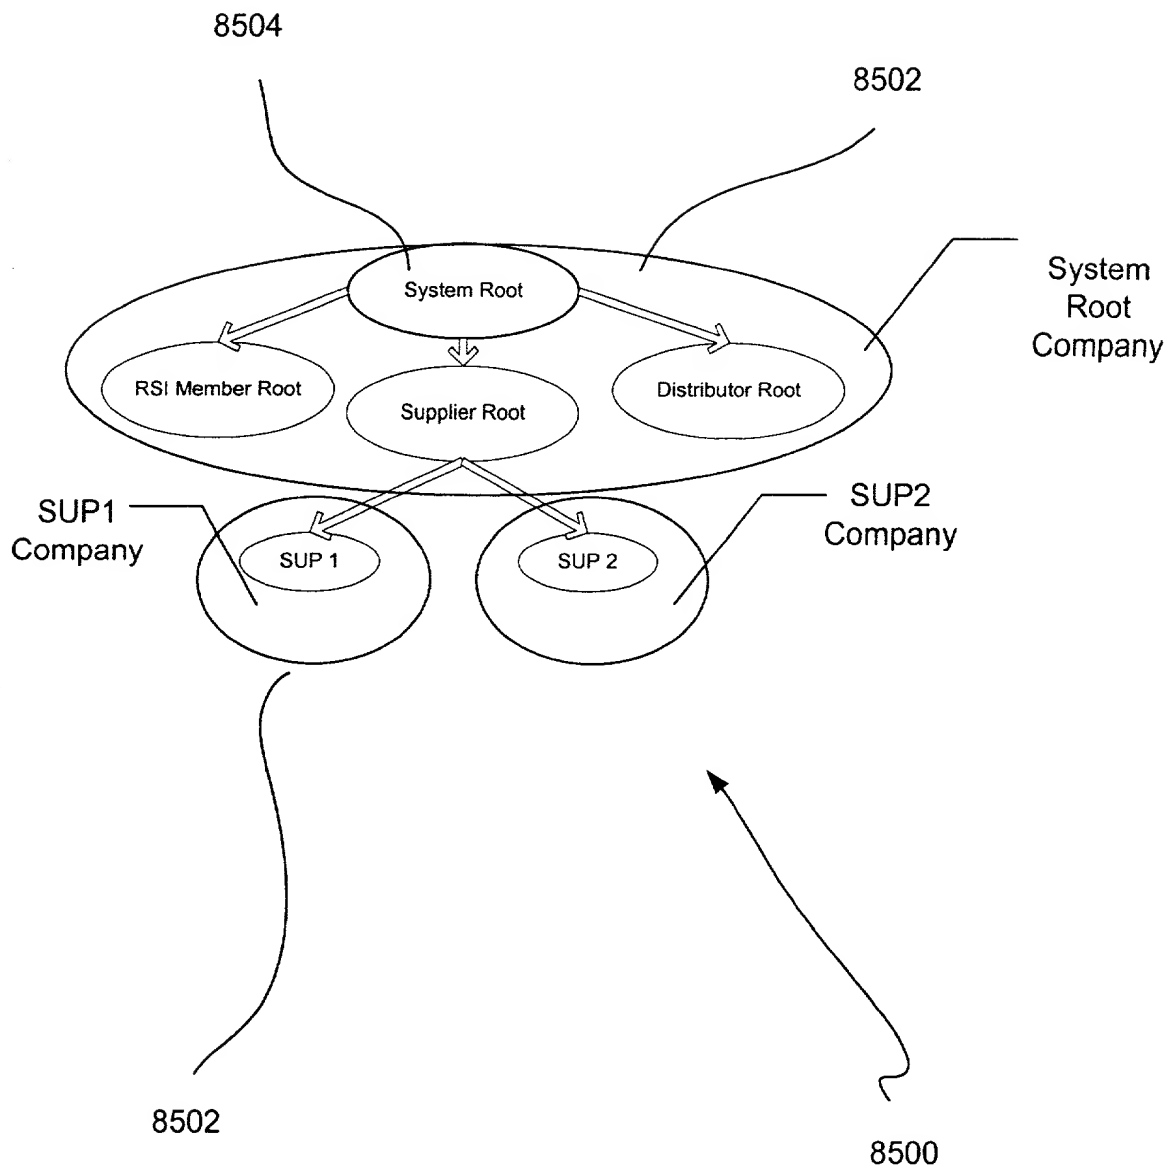 8504
8502
System Root
System
Root
Company
RSI Member Root
Supplier Root
Distributor Root
SUP1
Company
SUP2
Company
SUP 1
SUP 2
8502
8500